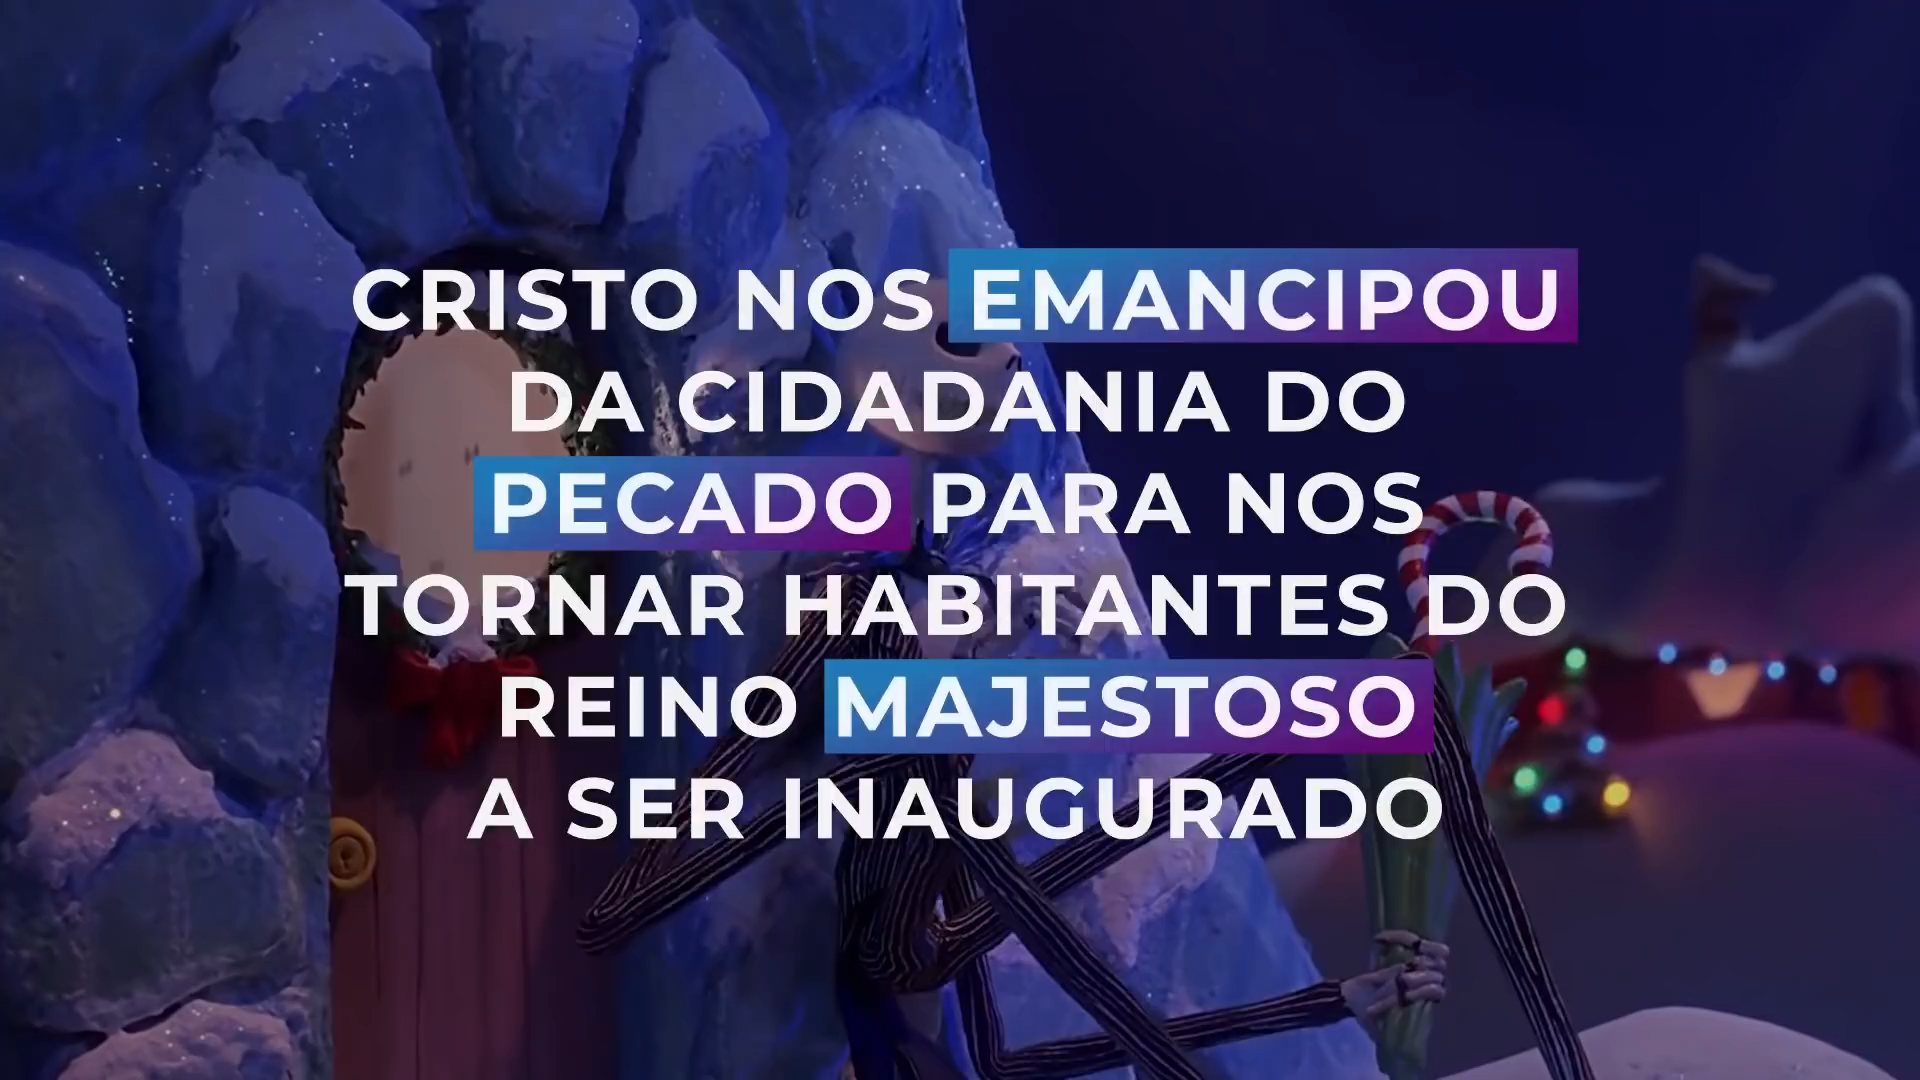 CRISTO NOS EMANCIPOU
DA CIDADANIA DO
PECADO PARA NOS
TORNAR HABITANTES DO
REINO MAJESTOSO
A SER INAUGURADO